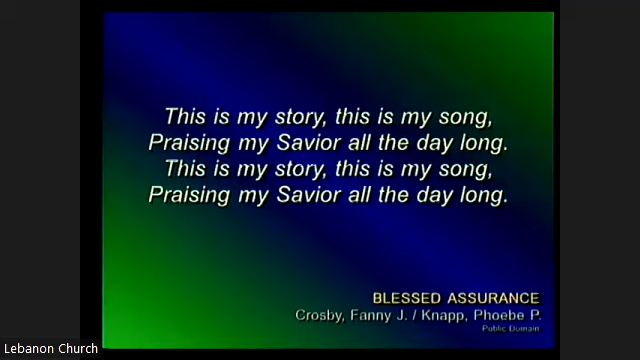 This is my story, this is my song,
Praising my Savior all the day long.
This is my story, this is my song,
Praising my Savior all the day long.
BLESSED ASSURANCE
Crosby, Fanny J. / Knapp, Phoebe P.
Public Domain
Lebanon Church